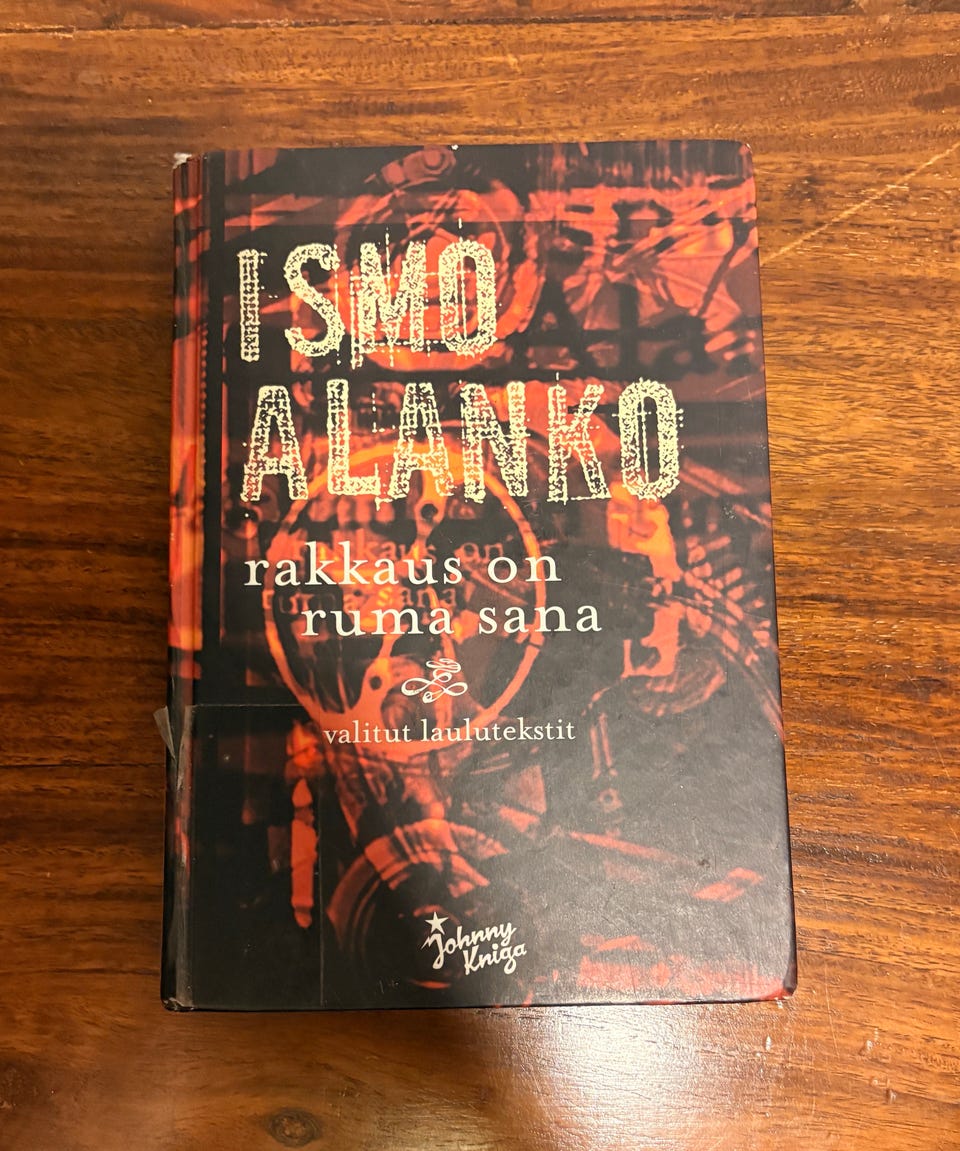 ISMO
ALANKO
rakkaus on
ruma sana
valitut laulutekstit
Johnny
Kniga